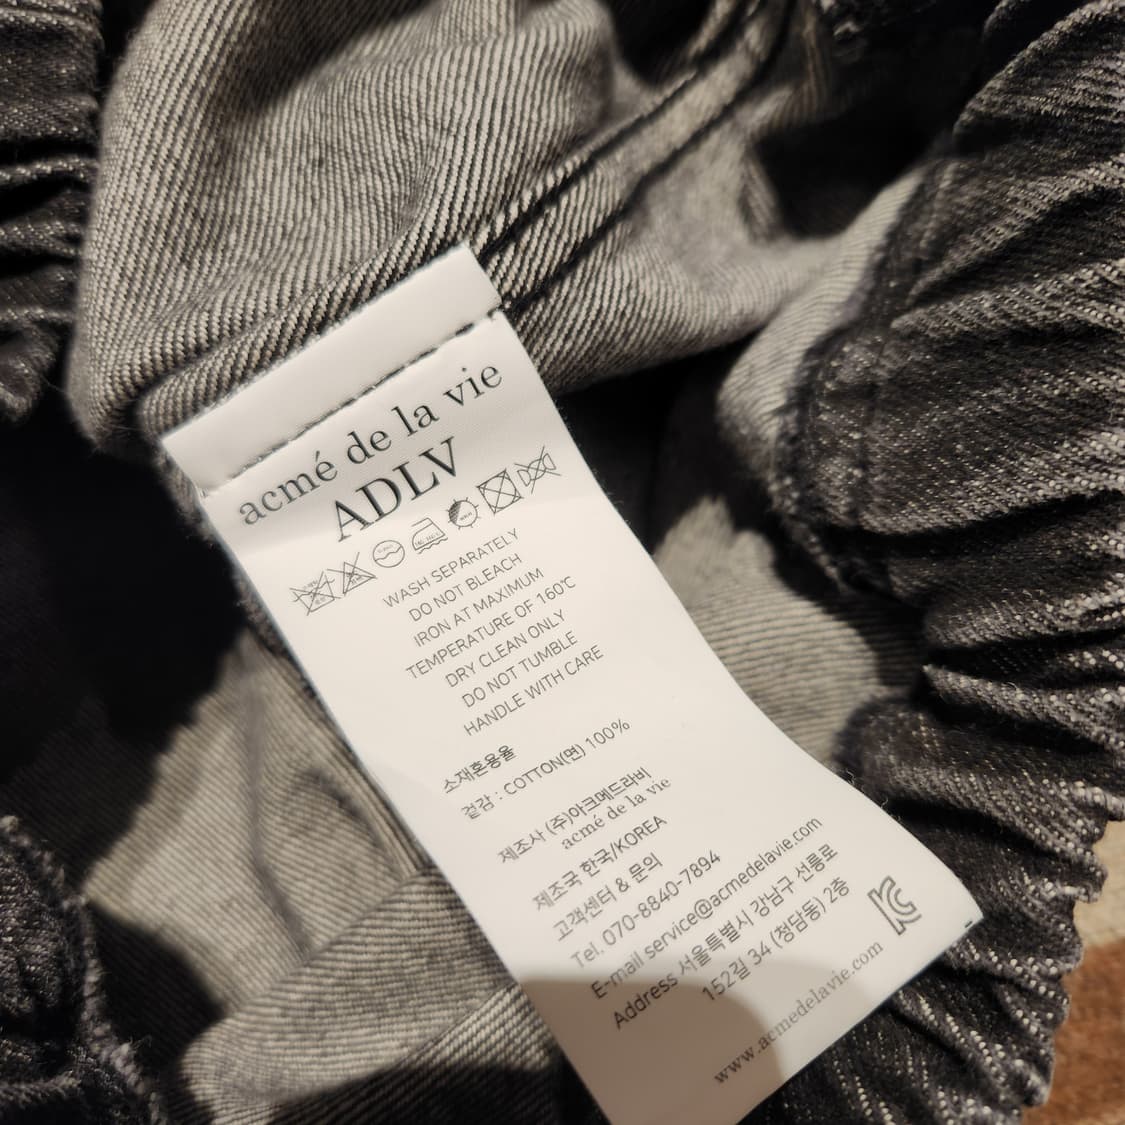 acmé de la vie
ADLV
WASH SEPARATELY
DO NOT BLEACH
IRON AT MAXIMUM
TEMPERATURE OF 160℃
DRY CLEAN ONLY
DO NOT TUMBLE
HANDLE WITH CARE
소재혼용율
겉감 : COTTON(면) 100%
제조사 (주)아크메드라비
acmé de la vie
제조국 한국/KOREA
고객센터 & 문의
Tel. 070-8840-7894
E-mail service@acmedelavie.com
Address 서울특별시 강남구 선릉로
152길 34 (청담동) 2층
www.acmedelavie.com